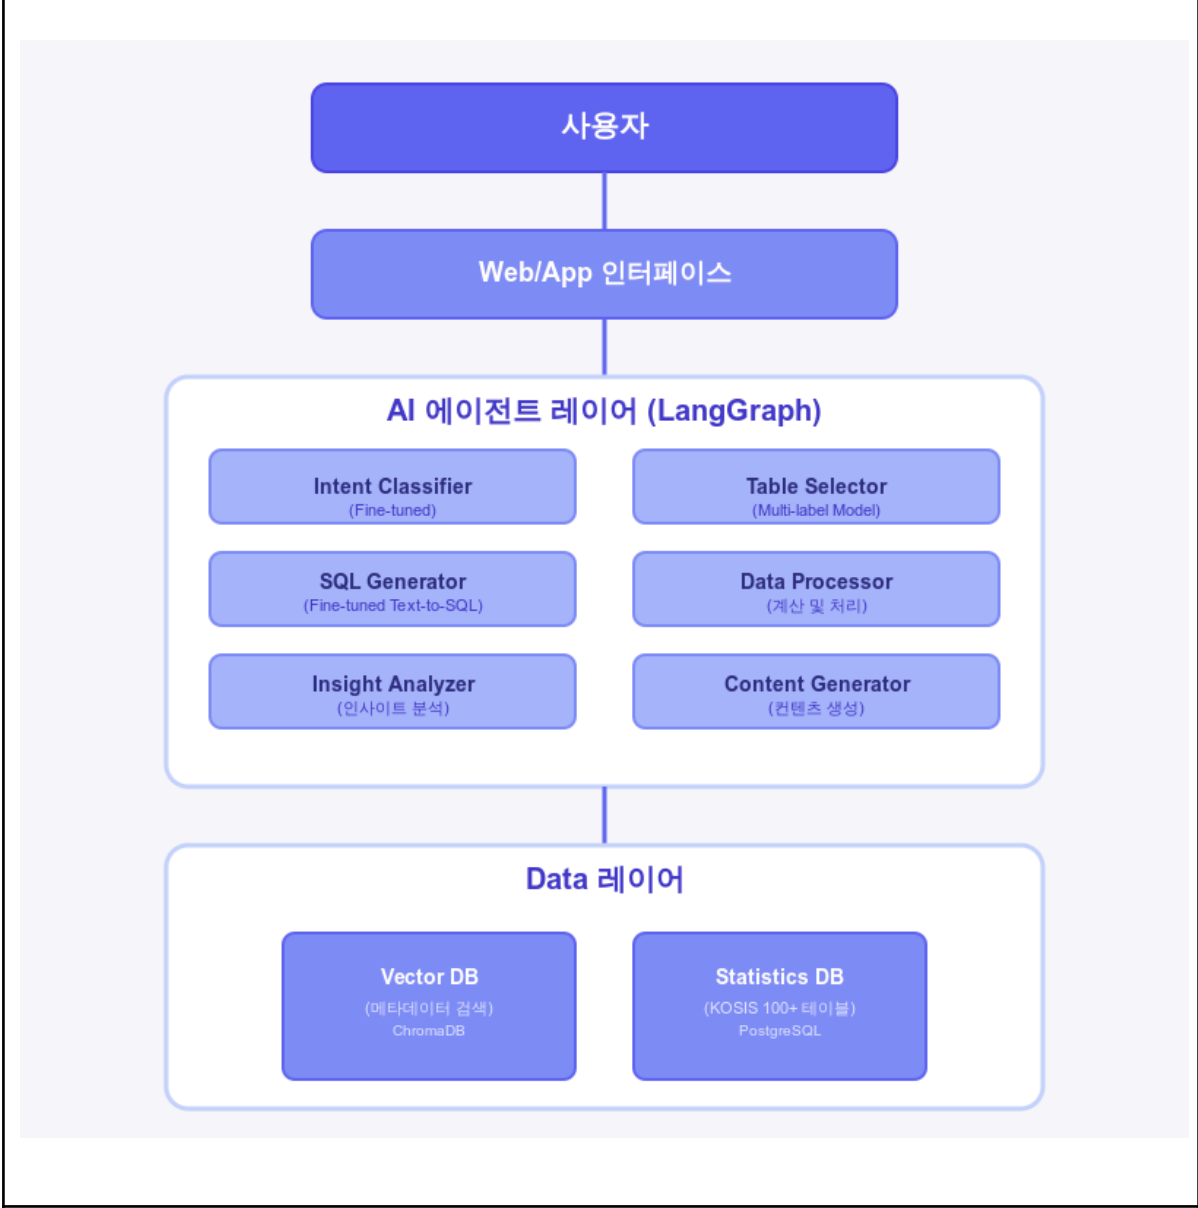 사용자
Web/App 인터페이스
AI 에이전트 레이어 (LangGraph)
Intent Classifier
(Fine-tuned)
Table Selector
(Multi-label Model)
SQL Generator
(Fine-tuned Text-to-SQL)
Data Processor
(계산 및 처리)
Insight Analyzer
(인사이트 분석)
Content Generator
(컨텐츠 생성)
Data 레이어
Vector DB
(메타데이터 검색)
ChromaDB
Statistics DB
(KOSIS 100+ 테이블)
PostgreSQL